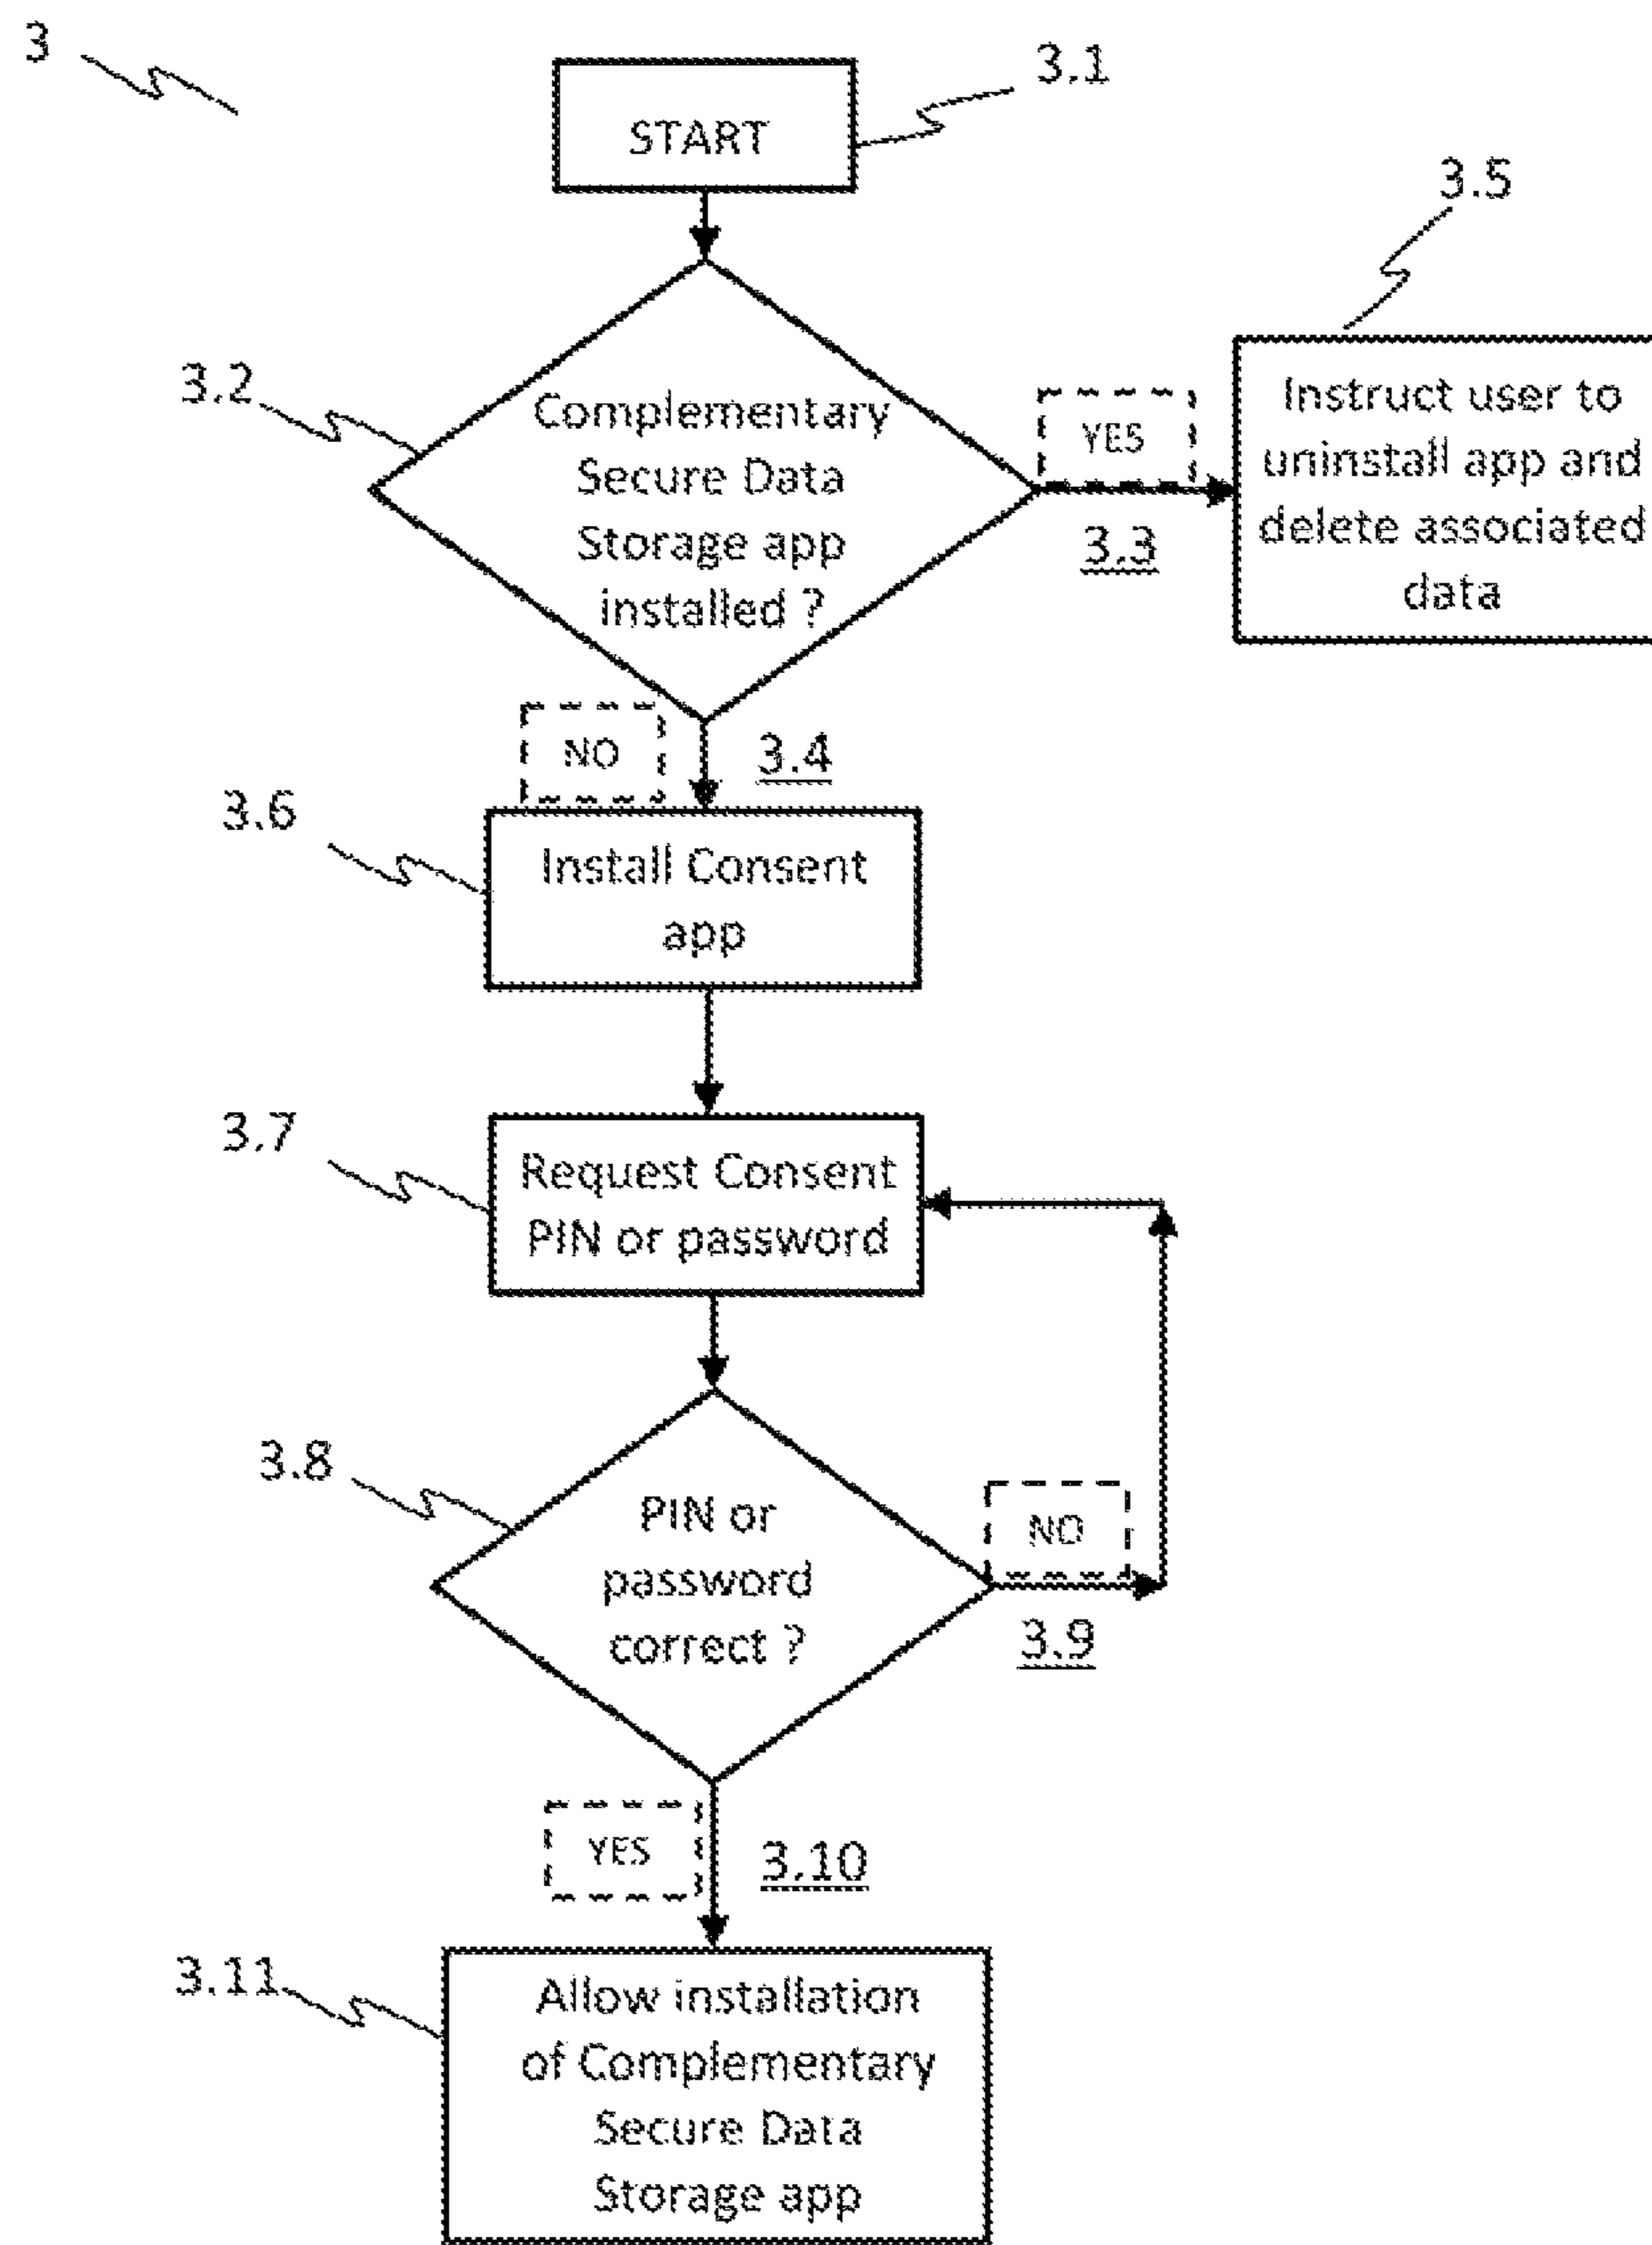 3
3.1
START
3.5
3.2
Complementary
Secure Data
Storage app
installed ?
YES
3.3
Instruct user to
uninstall app and
delete associated
data
NO
3.4
3.6
Install Consent
app
3.7
Request Consent
PIN or password
3.8
PIN or
password
correct ?
NO
3.9
YES
3.10
3.11
Allow installation
of Complementary
Secure Data
Storage app